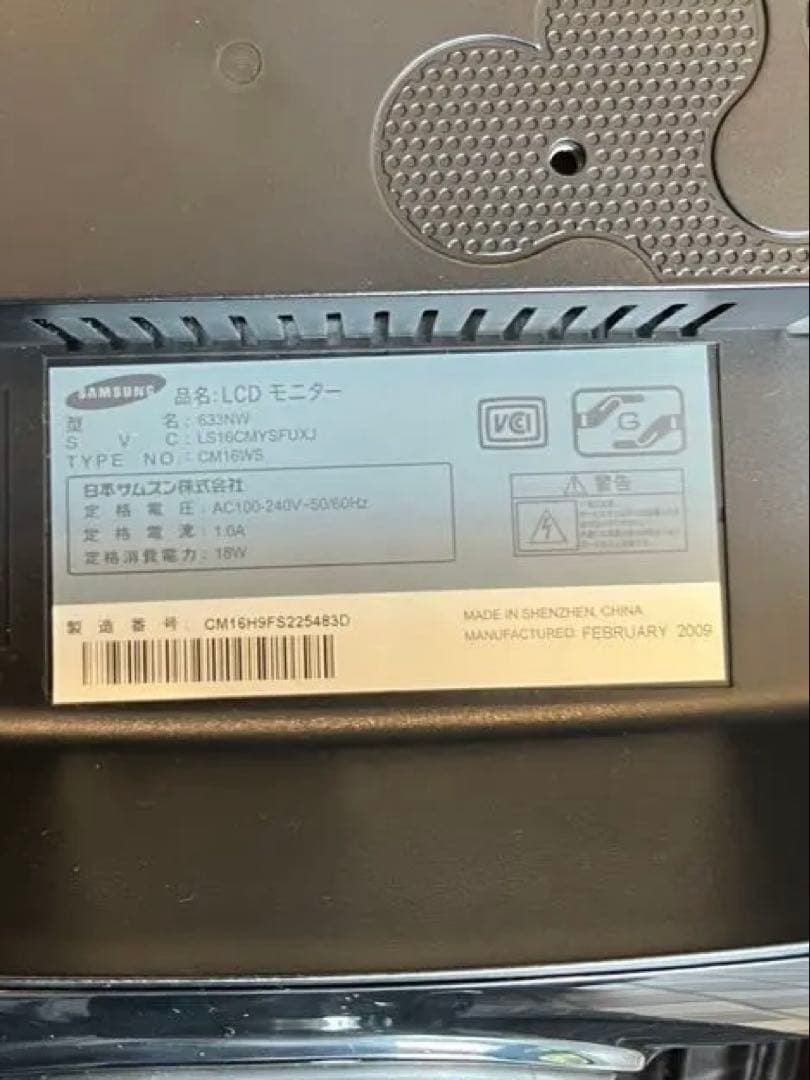 SAMSUNG 品名:LCD モニター
型 名: 633NW
S V C: LS16CMYSFUXJ
TYPE NO: CM16WS
VCCI
G
日本サムスン株式会社
定格電圧: AC100-240V~50/60Hz
定格電流: 1.0A
定格消費電力: 18W
警告
製造番号: CM16H9FS225483D
MADE IN SHENZHEN, CHINA
MANUFACTURED: FEBRUARY 2009